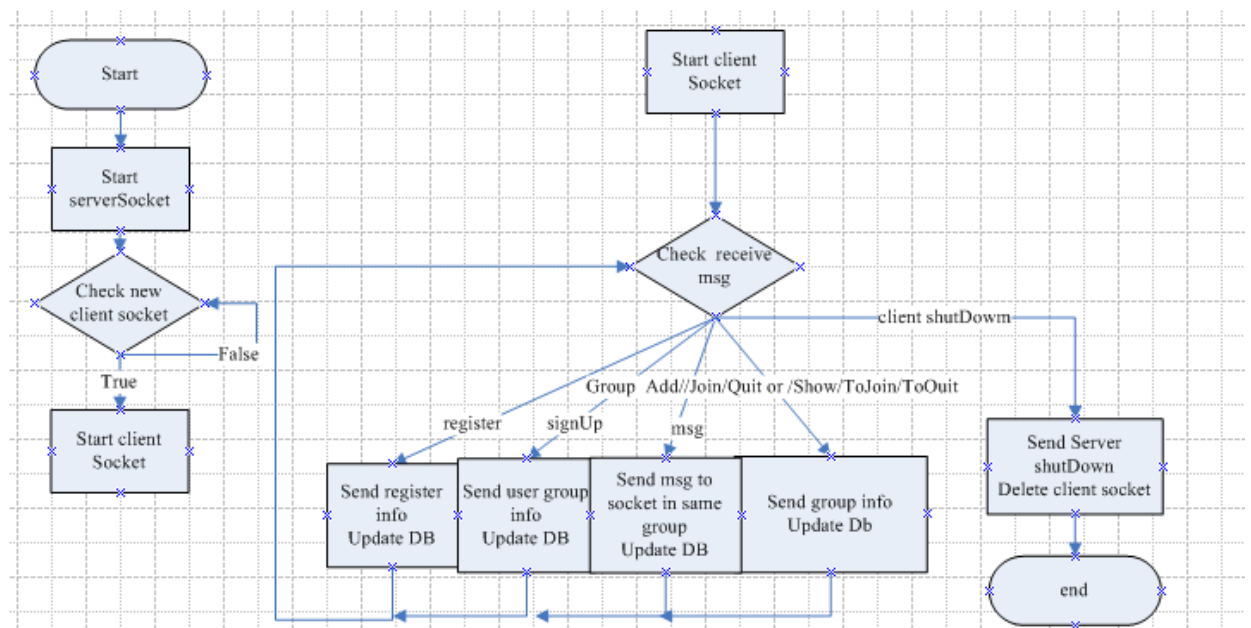 Start
Start
serverSocket
Check new
client socket
False
True
Start client
Socket
Start client
Socket
Check receive
msg
client shutDowm
Group Add//Join/Quit or /Show/ToJoin/ToOuit
register
signUp
msg
Send register
info
Update DB
Send user group
info
Update DB
Send msg to
socket in same
group
Update DB
Send group info
Update Db
Send Server
shutDown
Delete client socket
end